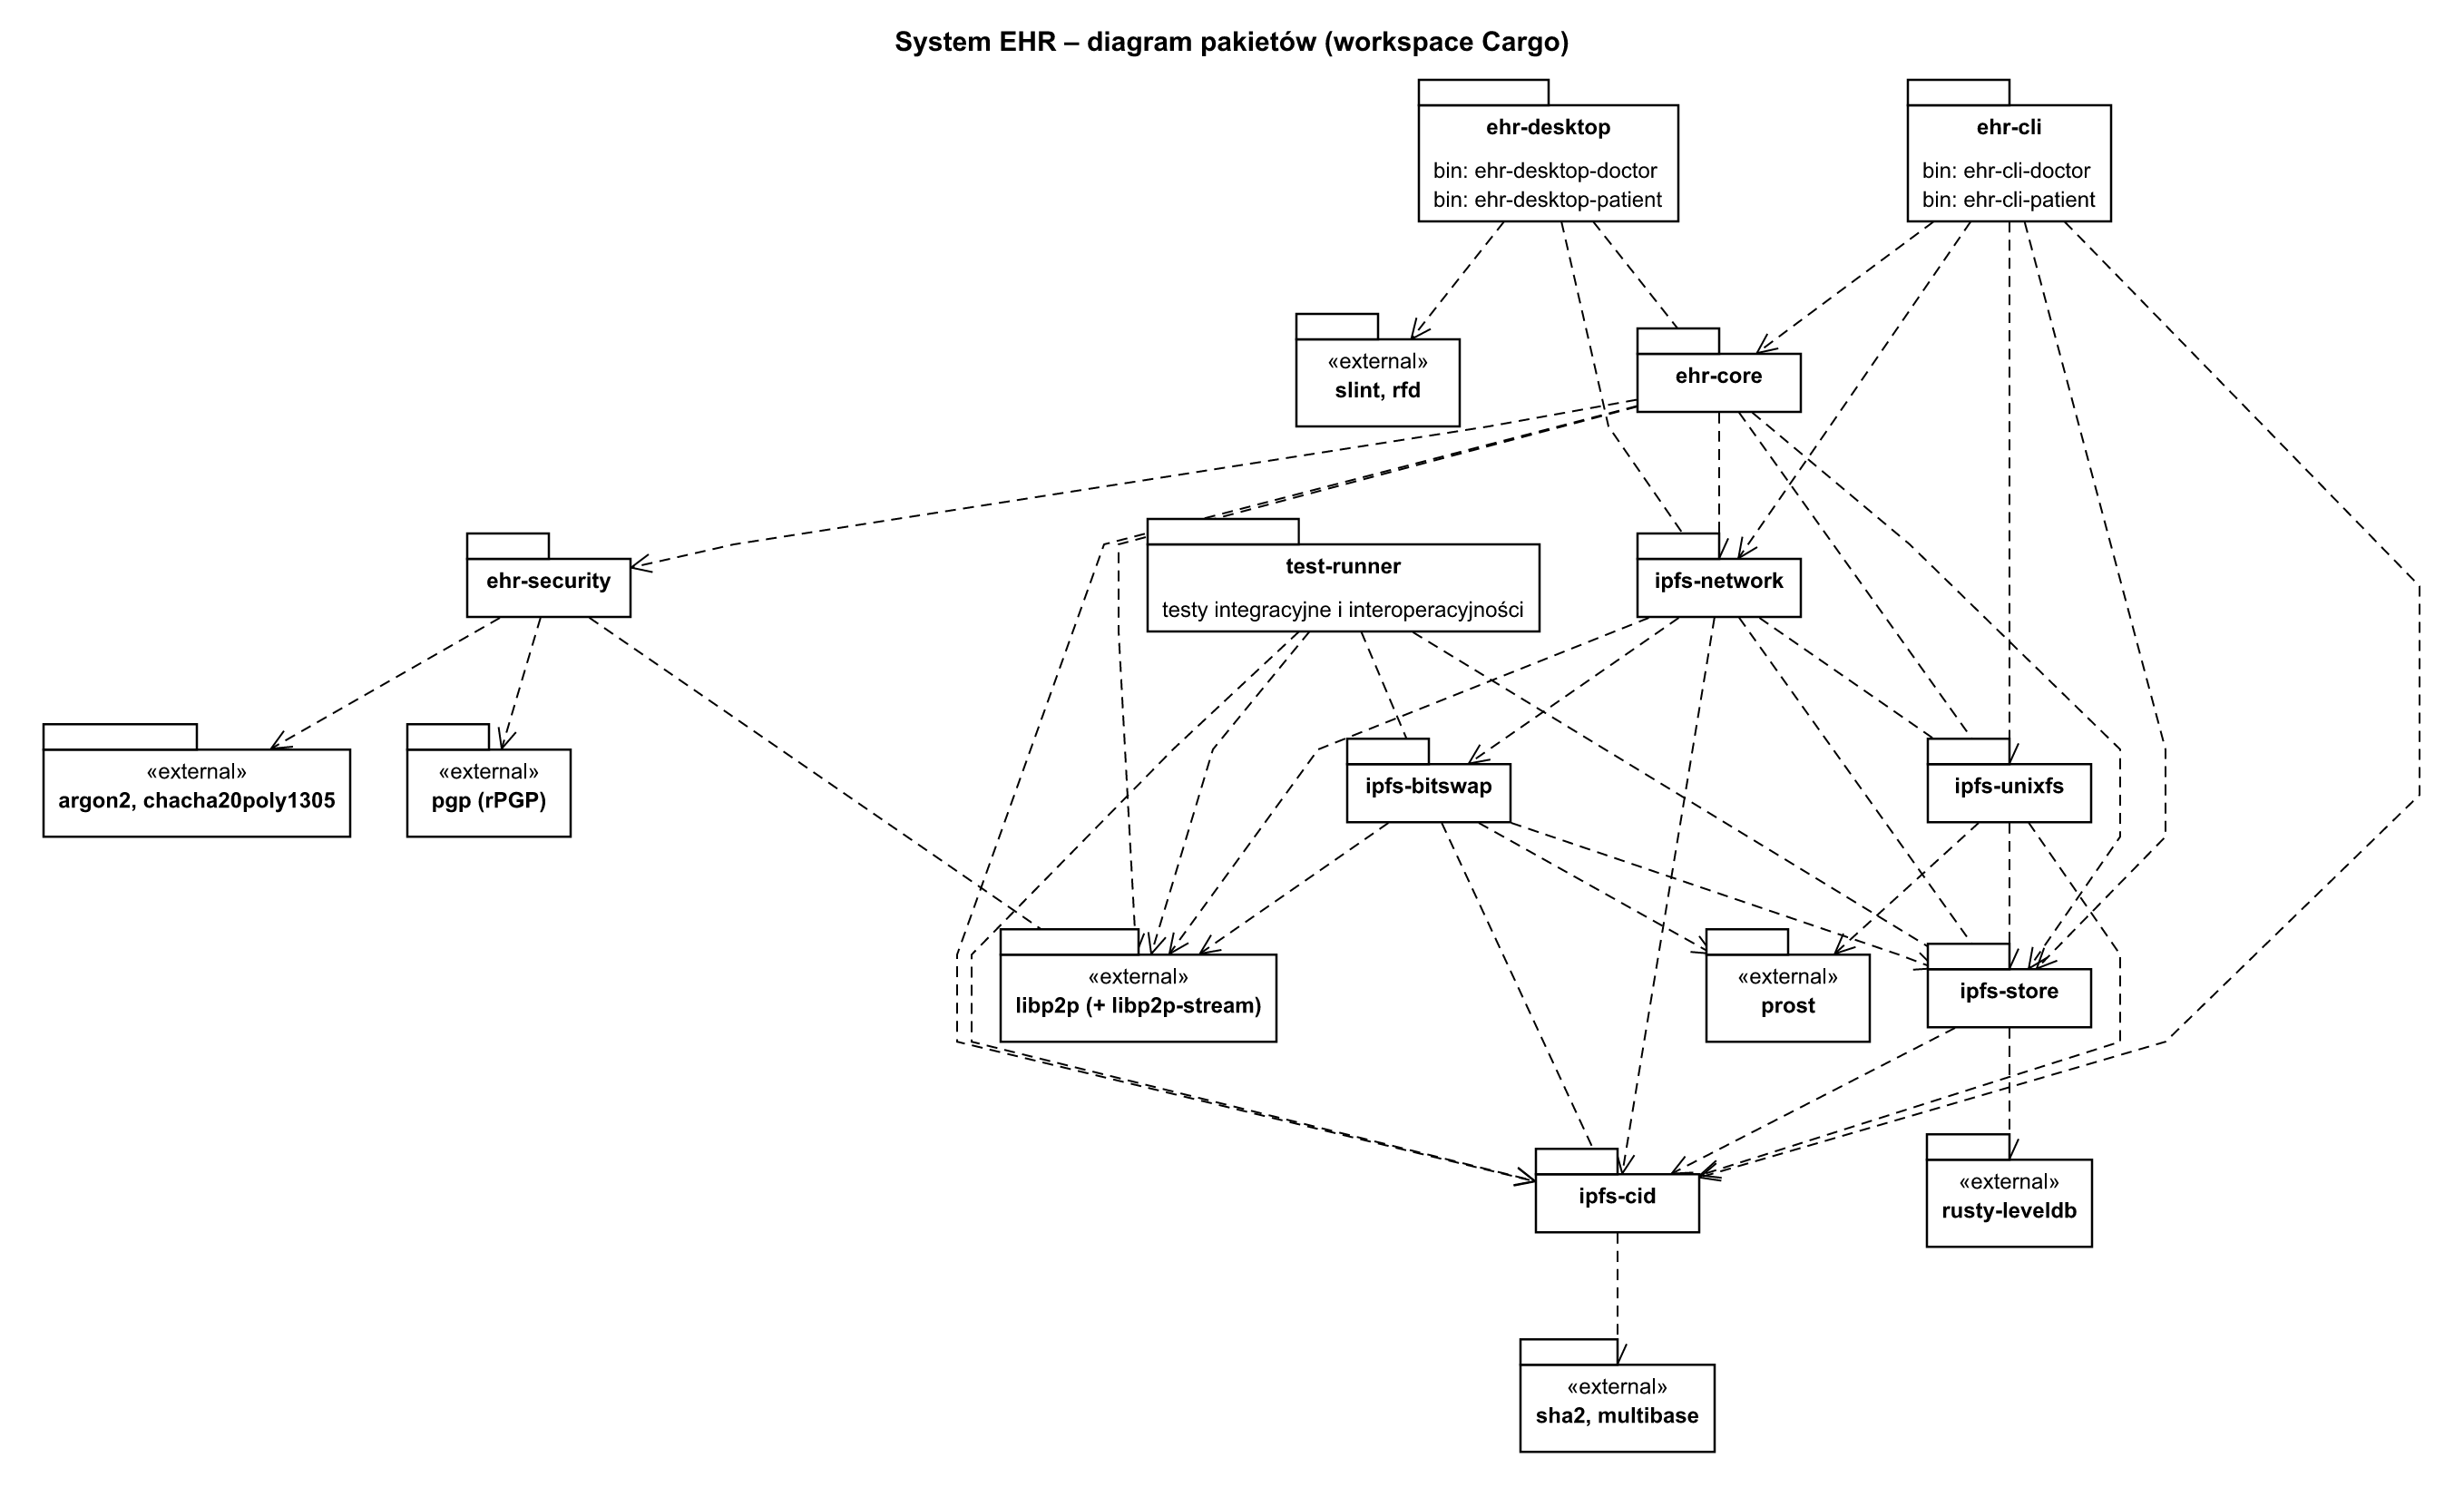 System EHR – diagram pakietów (workspace Cargo)
ehr-desktop
bin: ehr-desktop-doctor
bin: ehr-desktop-patient
ehr-cli
bin: ehr-cli-doctor
bin: ehr-cli-patient
«external»
slint, rfd
ehr-core
ehr-security
test-runner
testy integracyjne i interoperacyjności
ipfs-network
«external»
argon2, chacha20poly1305
«external»
pgp (rPGP)
ipfs-bitswap
ipfs-unixfs
«external»
libp2p (+ libp2p-stream)
«external»
prost
ipfs-store
ipfs-cid
«external»
rusty-leveldb
«external»
sha2, multibase